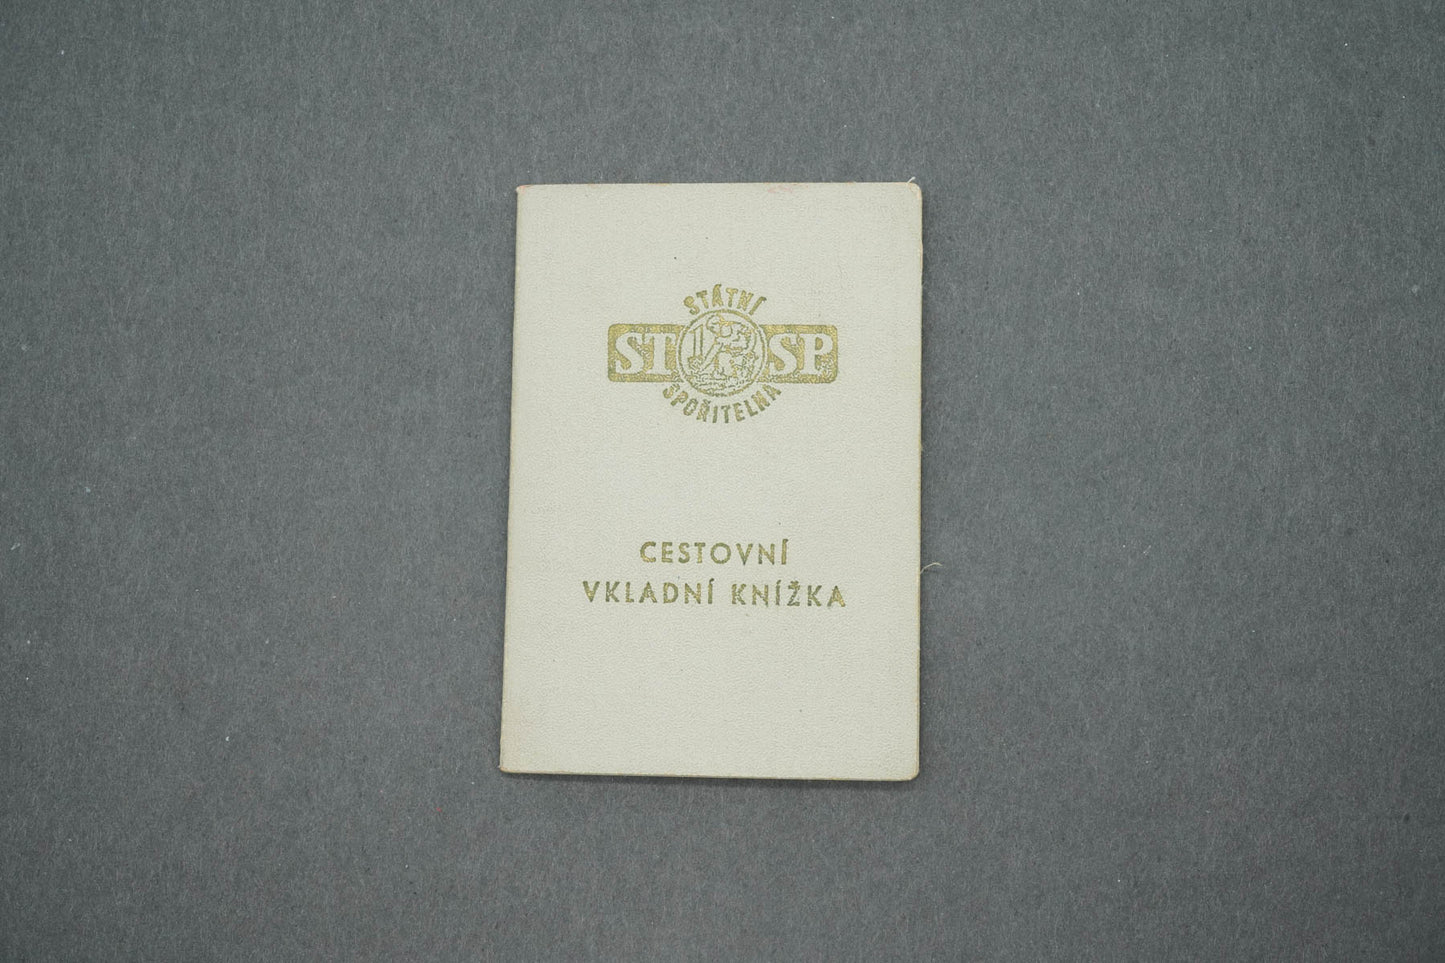 STÁTNÍ
ST SP
SPOŘITELNA
CESTOVNÍ
VKLADNÍ KNÍŽKA